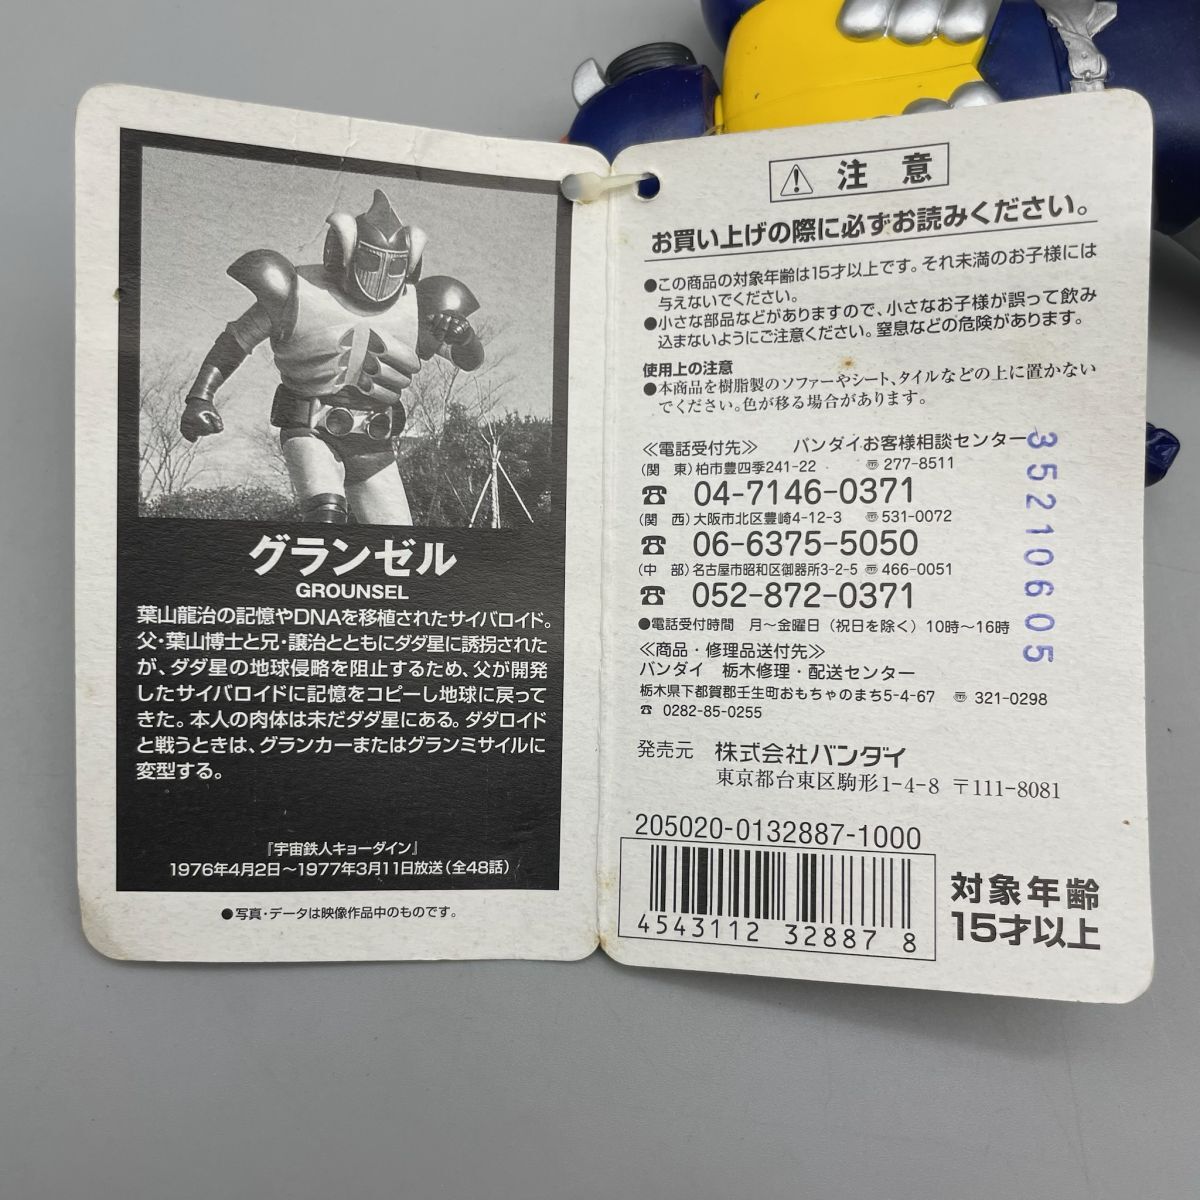 グランゼル
GROUNSEL
葉山龍治の記憶やDNAを移植されたサイバロイド。
父・葉山博士と兄・譲治とともにダダ星に誘拐された
が、ダダ星の地球侵略を阻止するため、父が開発
したサイバロイドに記憶をコピーし地球に戻って
きた。本人の肉体は未だダダ星にある。ダダロイド
と戦うときは、グランカーまたはグランミサイルに
変型する。
『宇宙鉄人キョーダイン』
1976年4月2日〜1977年3月11日放送（全48話）
●写真・データは映像作品中のものです。
注意
お買い上げの際に必ずお読みください。
●この商品の対象年齢は15才以上です。それ未満のお子様には
与えないでください。
●小さな部品などがありますので、小さなお子様が誤って飲み
込まないようにご注意ください。窒息などの危険があります。
使用上の注意
●本商品を樹脂製のソファーやシート、タイルなどの上に置かない
でください。色が移る場合があります。
≪電話受付先≫ バンダイお客様相談センター
(関 東)柏市豊四季241-22 〠277-8511
☎ 04-7146-0371
(関 西)大阪市北区豊崎4-12-3 〠531-0072
☎ 06-6375-5050
(中 部)名古屋市昭和区御器所3-2-5 〠466-0051
☎ 052-872-0371
●電話受付時間 月〜金曜日（祝日を除く）10時〜16時
≪商品・修理品送付先≫
バンダイ 栃木修理・配送センター
栃木県下都賀郡壬生町おもちゃのまち5-4-67 〠 321-0298
☎ 0282-85-0255
発売元 株式会社バンダイ
東京都台東区駒形1-4-8 〒111-8081
205020-0132887-1000
4543112 328878
対象年齢
15才以上
35210605